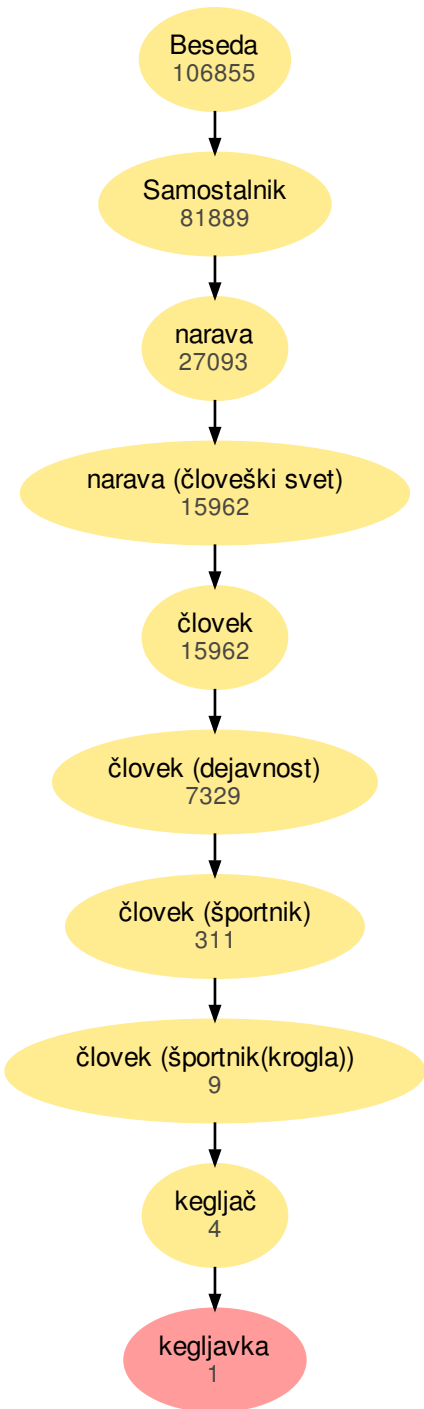 Beseda
106855
Samostalnik
81889
narava
27093
narava (človeški svet)
15962
človek
15962
človek (dejavnost)
7329
človek (športnik)
311
človek (športnik(krogla))
9
kegljač
4
kegljavka
1